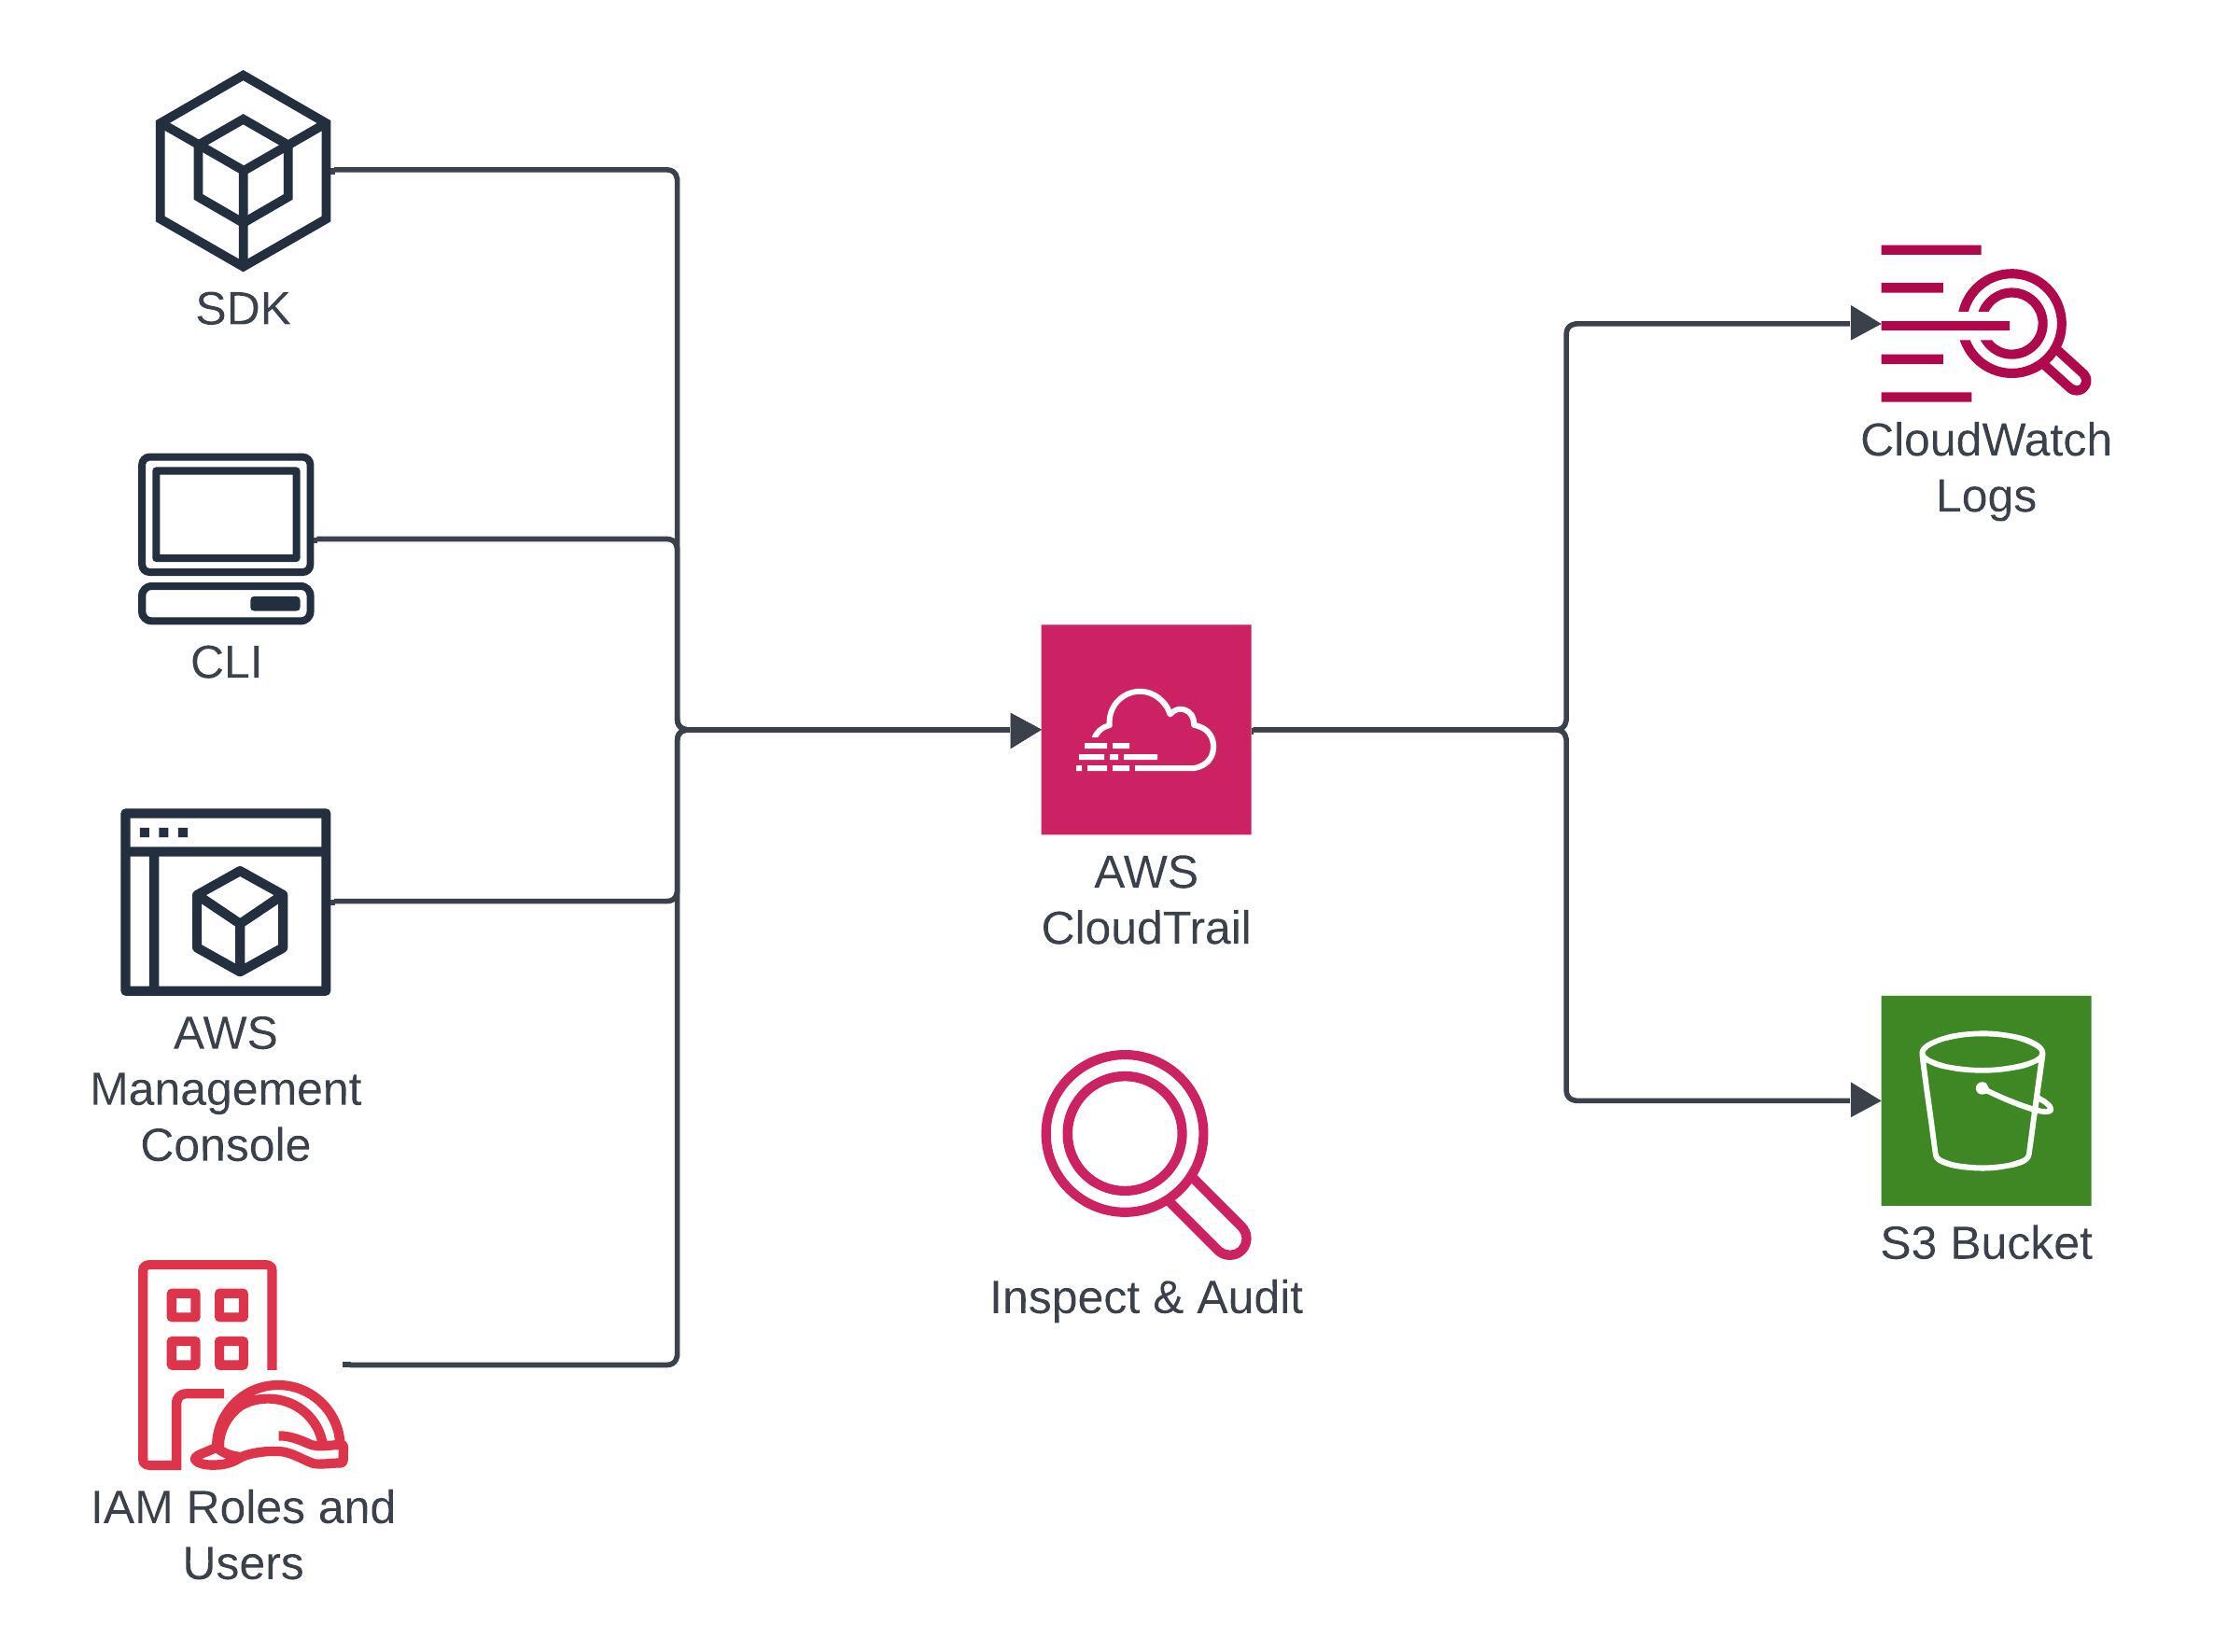 SDK
CLI
AWS
Management
Console
IAM Roles and
Users
AWS
CloudTrail
Inspect & Audit
CloudWatch
Logs
S3 Bucket